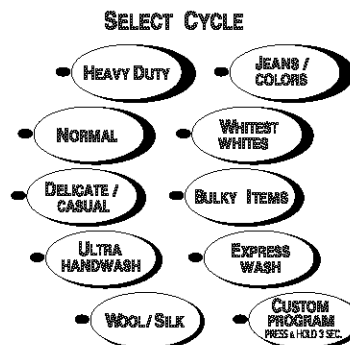 SELECT CYCLE
HEAVY DUTY
JEANS /
COLORS
NORMAL
WHITEST
WHITES
DELICATE /
CASUAL
BULKY ITEMS
ULTRA
HANDWASH
EXPRESS
WASH
WOOL / SILK
CUSTOM
PROGRAM
PRESS & HOLD 3 SEC.